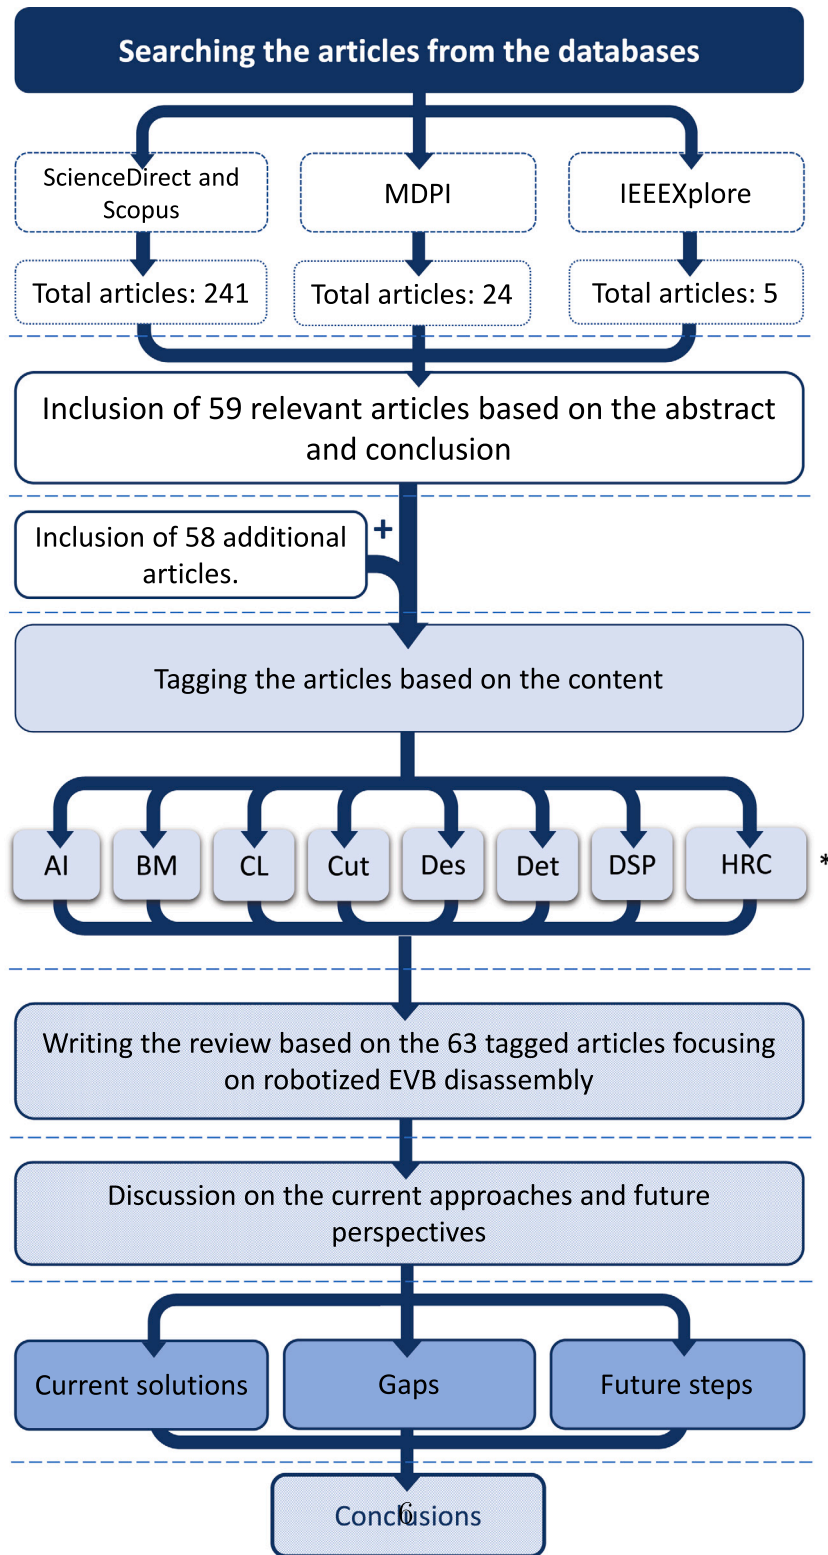 Searching the articles from the databases
ScienceDirect and
Scopus
MDPI
IEEEXplore
Total articles: 241
Total articles: 24
Total articles: 5
Inclusion of 59 relevant articles based on the abstract
and conclusion
+
Inclusion of 58 additional
articles.
Tagging the articles based on the content
AI
BM
CL
Cut
Des
Det
DSP
HRC
*
Writing the review based on the 63 tagged articles focusing
on robotized EVB disassembly
Discussion on the current approaches and future
perspectives
Current solutions
Gaps
Future steps
Conclusions
6